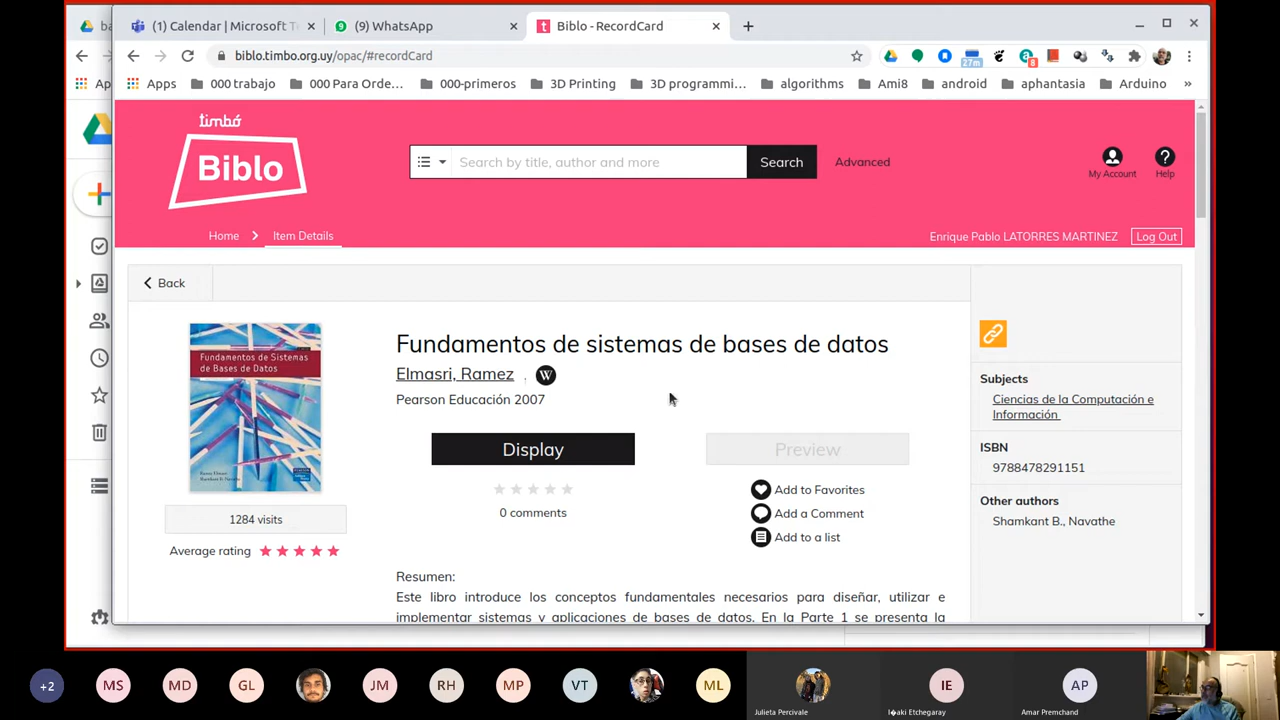 ba
(1) Calendar | Microsoft T
(9) WhatsApp
Biblo - RecordCard
biblo.timbo.org.uy/opac/#recordCard
27m
8
Ap
Apps
000 trabajo
000 Para Orde...
000-primeros
3D Printing
3D programmi...
algorithms
Ami8
android
aphantasia
Arduino
»
timbó
Biblo
Search by title, author and more
Search
Advanced
My Account
Help
Home
Item Details
Enrique Pablo LATORRES MARTINEZ
Log Out
Back
Fundamentos de Sistemas
de Bases de Datos
Fundamentos de sistemas de bases de datos
Elmasri, Ramez . W
Pearson Educación 2007
Display
Preview
1284 visits
Average rating
0 comments
Add to Favorites
Add a Comment
Add to a list
Resumen:
Este libro introduce los conceptos fundamentales necesarios para diseñar, utilizar e
implementar sistemas y aplicaciones de bases de datos. En la Parte 1 se presenta la
Subjects
Ciencias de la Computación e
Información
ISBN
9788478291151
Other authors
Shamkant B., Navathe
+2
MS
MD
GL
JM
RH
MP
VT
ML
Julieta Percivale
IE
I�aki Etchegaray
AP
Amar Premchand